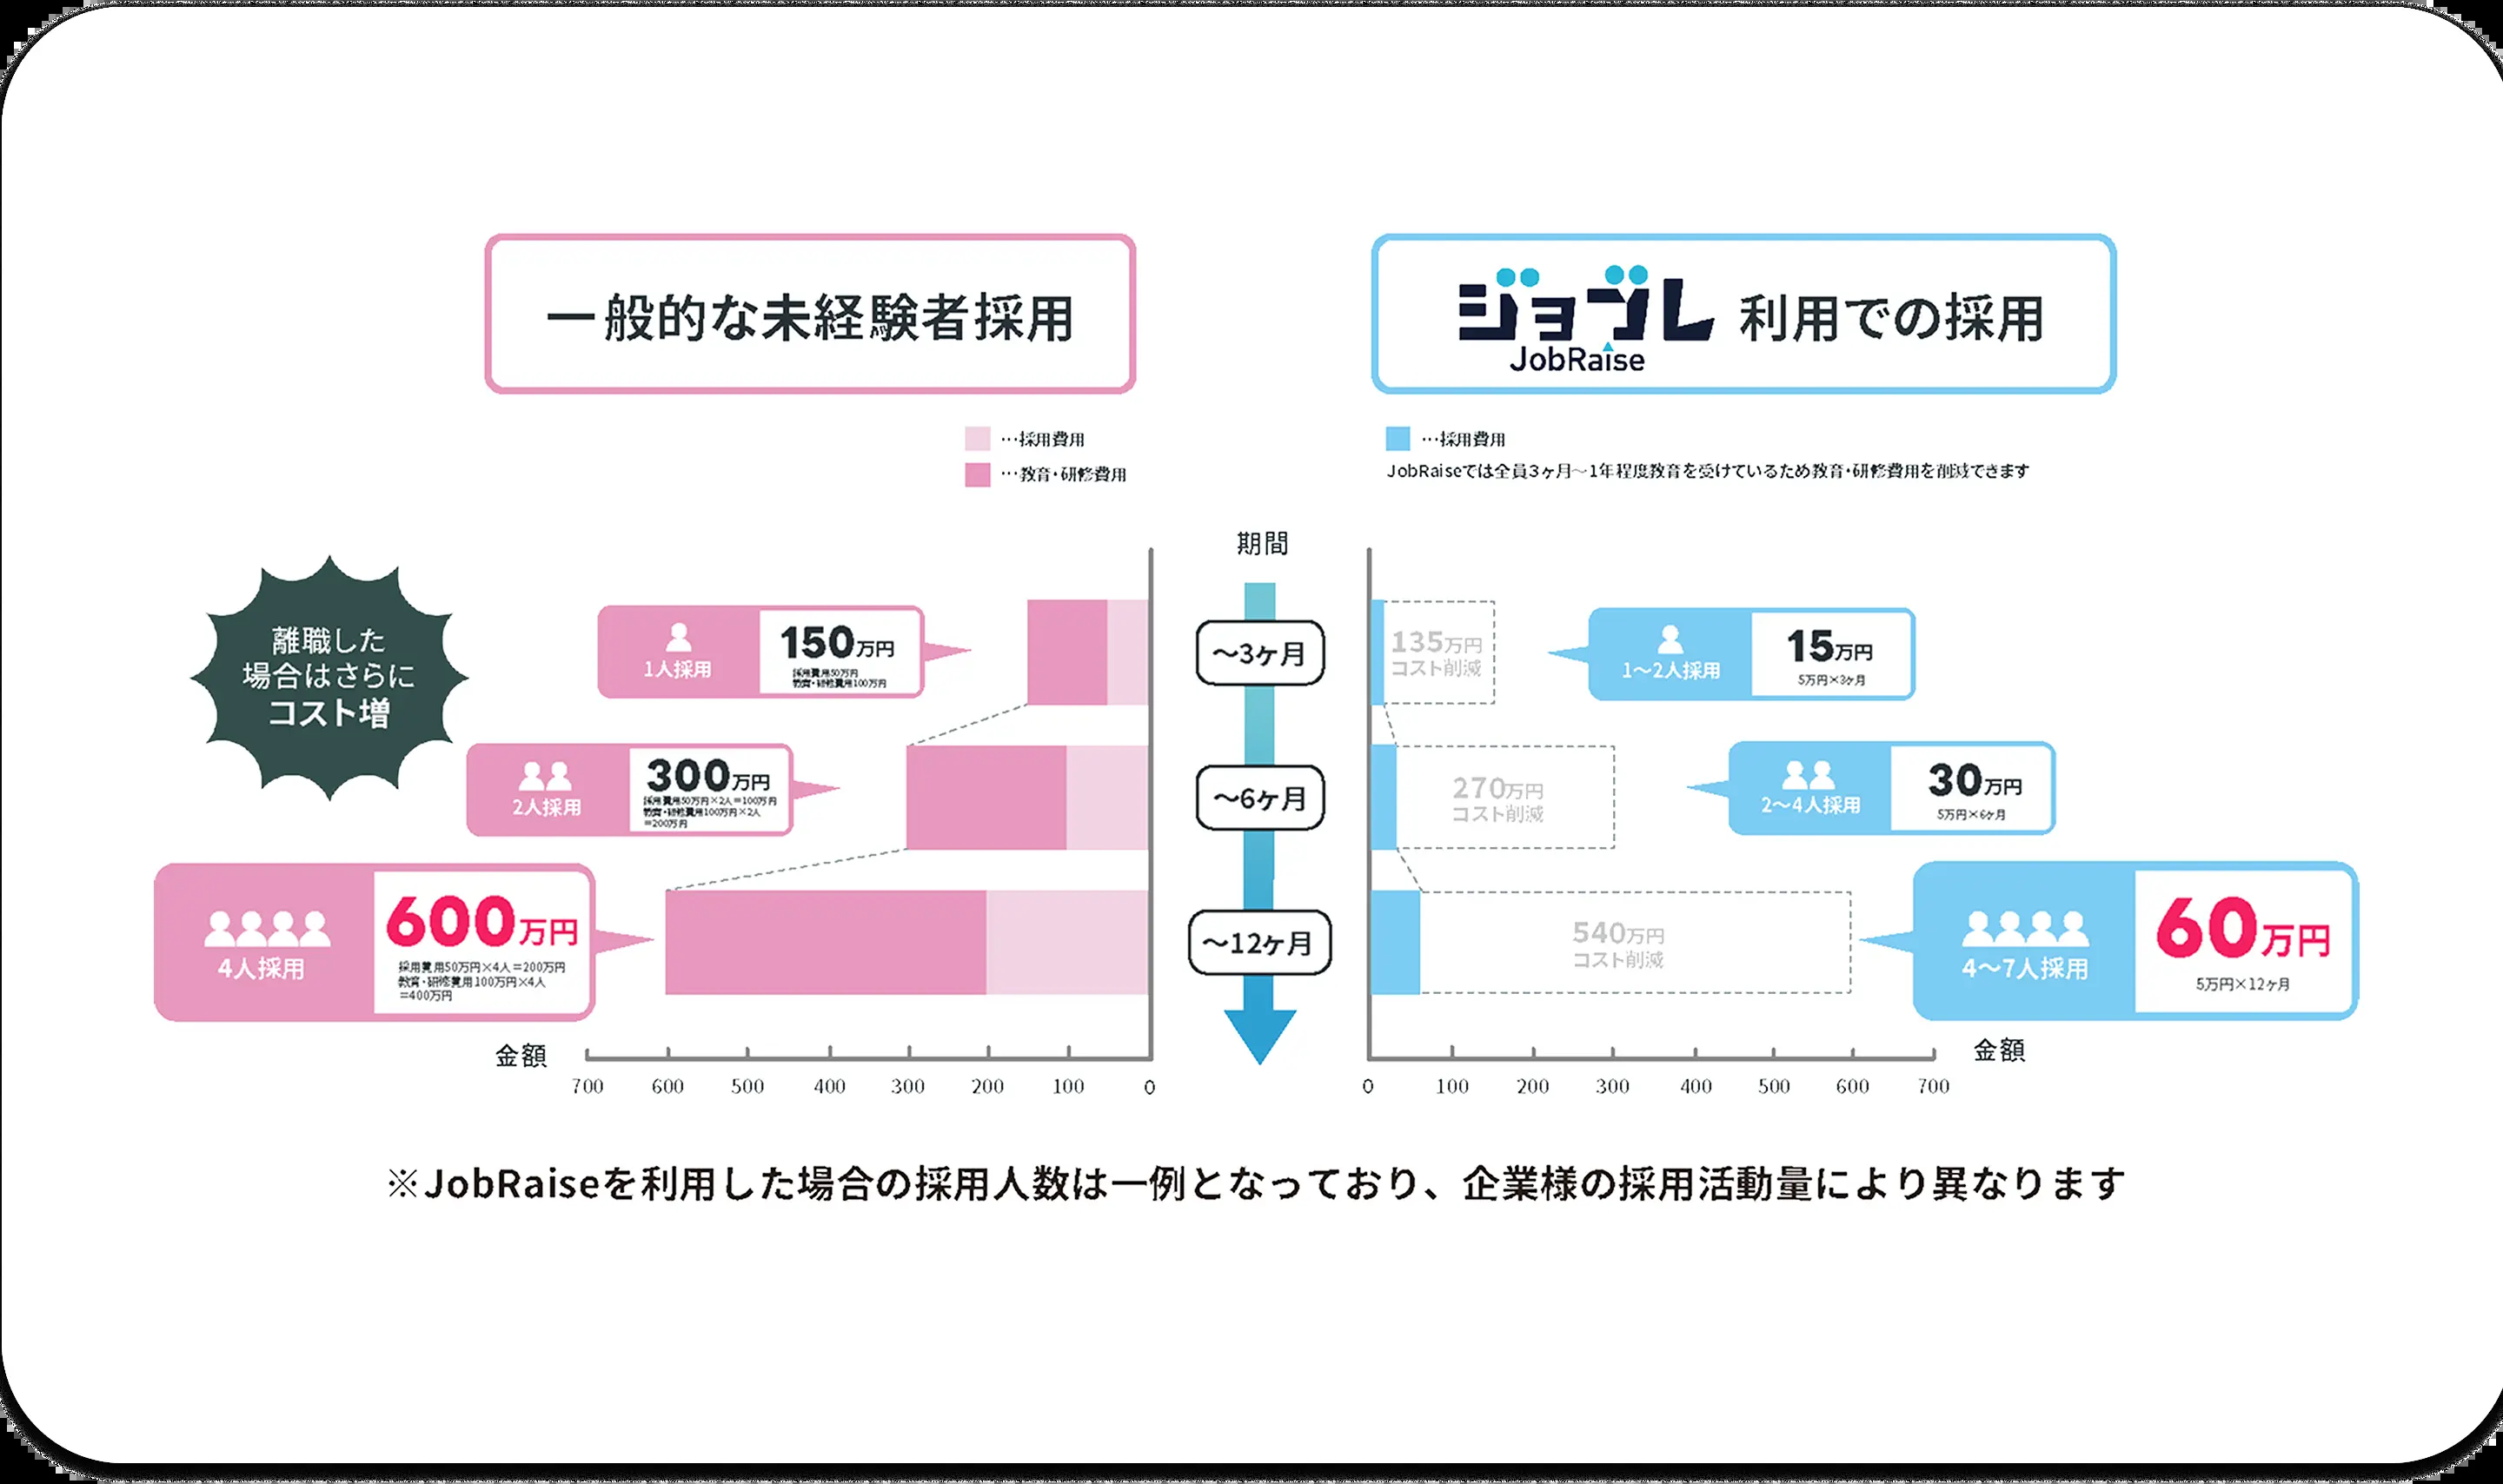 一般的な未経験者採用
ジョブレ 利用での採用
JobRaise
…採用費用
…教育・研修費用
…採用費用
JobRaiseでは全員3ヶ月～1年程度教育を受けているため教育・研修費用を削減できます
離職した
場合はさらに
コスト増
期間
～3ヶ月
～6ヶ月
～12ヶ月
1人採用
150万円
採用費用50万円
教育・研修費用100万円
2人採用
300万円
採用費用50万円×2人＝100万円
教育・研修費用100万円×2人
＝200万円
4人採用
600万円
採用費用50万円×4人＝200万円
教育・研修費用100万円×4人
＝400万円
金額
700 600 500 400 300 200 100 0
135万円
コスト削減
1～2人採用
15万円
5万円×3ヶ月
270万円
コスト削減
2～4人採用
30万円
5万円×6ヶ月
540万円
コスト削減
4～7人採用
60万円
5万円×12ヶ月
0 100 200 300 400 500 600 700
金額
※JobRaiseを利用した場合の採用人数は一例となっており、企業様の採用活動量により異なります